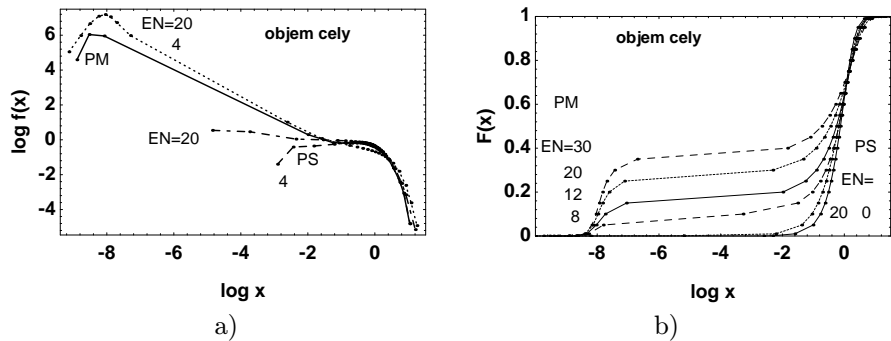 6
4
2
0
-2
-4
log f(x)
EN=20
4
PM
objem cely
EN=20
PS
4
-8
-6
-4
-2
0
log x
a)
1
0.8
0.6
0.4
0.2
0
F(x)
objem cely
PM
EN=30
20
12
8
PS
EN=
20 0
-8
-6
-4
-2
0
log x
b)